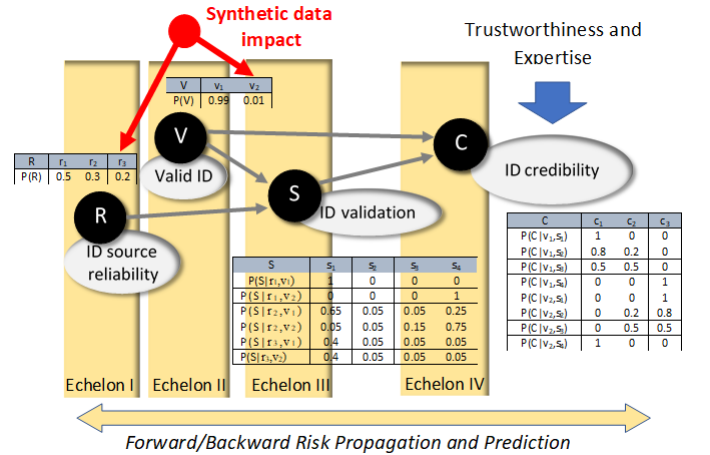 Synthetic data
impact
Trustworthiness and
Expertise
V v₁ v₂
P(V) 0.99 0.01
R r₁ r₂ r₃
P(R) 0.5 0.3 0.2
V
Valid ID
C
ID credibility
S
ID validation
R
ID source
reliability
C c₁ c₂ c₃
P(C|v₁,s₁) 1 0 0
P(C|v₁,s₂) 0.8 0.2 0
P(C|v₁,s₃) 0.5 0.5 0
P(C|v₁,s₄) 0 0 1
P(C|v₂,s₁) 0 0 1
P(C|v₂,s₂) 0 0.2 0.8
P(C|v₂,s₃) 0 0.5 0.5
P(C|v₂,s₄) 1 0 0
S s₁ s₂ s₃ s₄
P(S|r₁,v₁) 1 0 0 0
P(S|r₁,v₂) 0 0 0 1
P(S|r₂,v₁) 0.65 0.05 0.05 0.25
P(S|r₂,v₂) 0.05 0.05 0.15 0.75
P(S|r₃,v₁) 0.4 0.05 0.05 0.05
P(S|r₃,v₂) 0.4 0.05 0.05 0.05
Echelon I Echelon II Echelon III Echelon IV
Forward/Backward Risk Propagation and Prediction